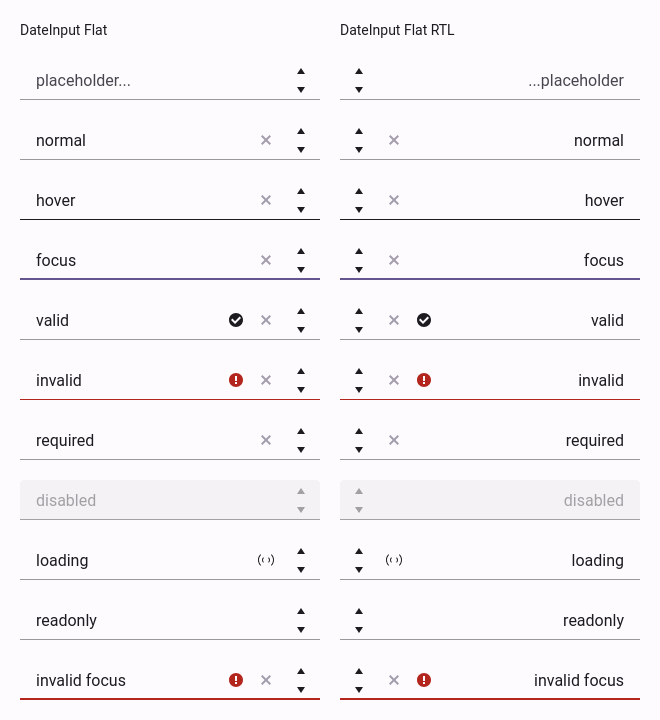 DateInput Flat
DateInput Flat RTL
placeholder...
...placeholder
normal
normal
hover
hover
focus
focus
valid
valid
invalid
invalid
required
required
disabled
disabled
loading
loading
readonly
readonly
invalid focus
invalid focus